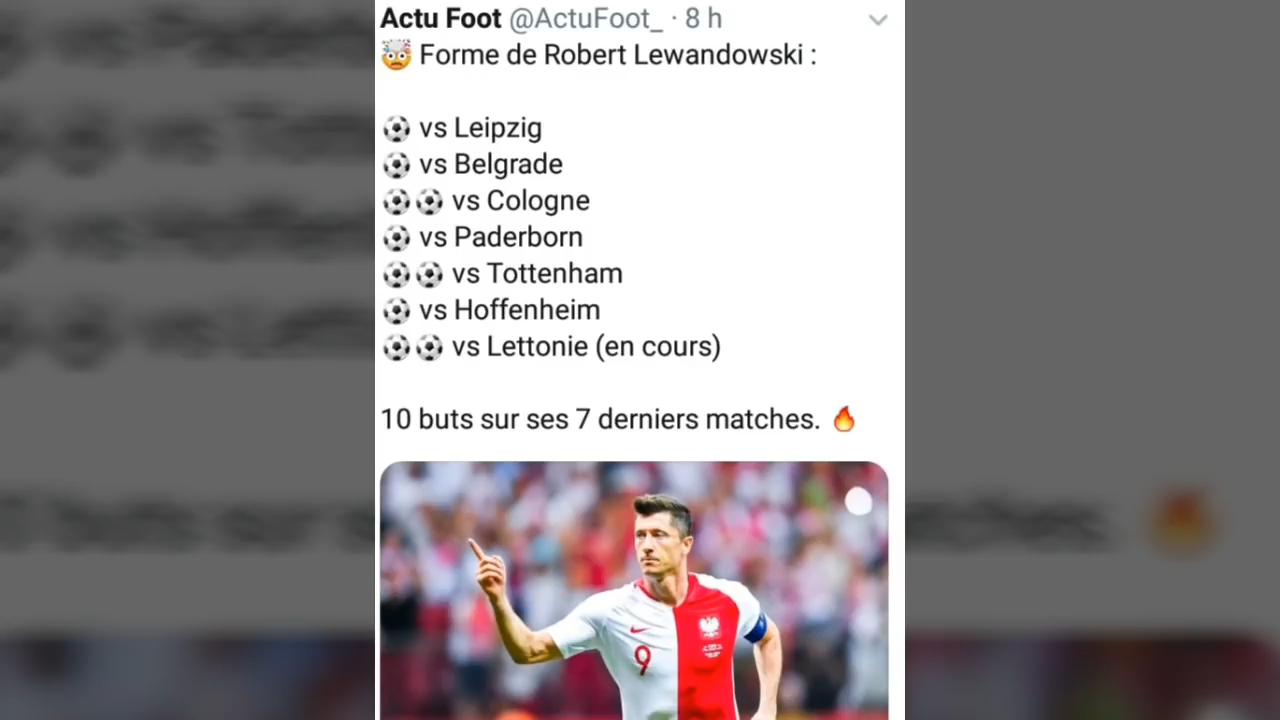 Actu Foot @ActuFoot_ · 8 h
🤯 Forme de Robert Lewandowski :
⚽ vs Leipzig
⚽ vs Belgrade
⚽⚽ vs Cologne
⚽ vs Paderborn
⚽⚽ vs Tottenham
⚽ vs Hoffenheim
⚽⚽ vs Lettonie (en cours)
10 buts sur ses 7 derniers matches. 🔥
9